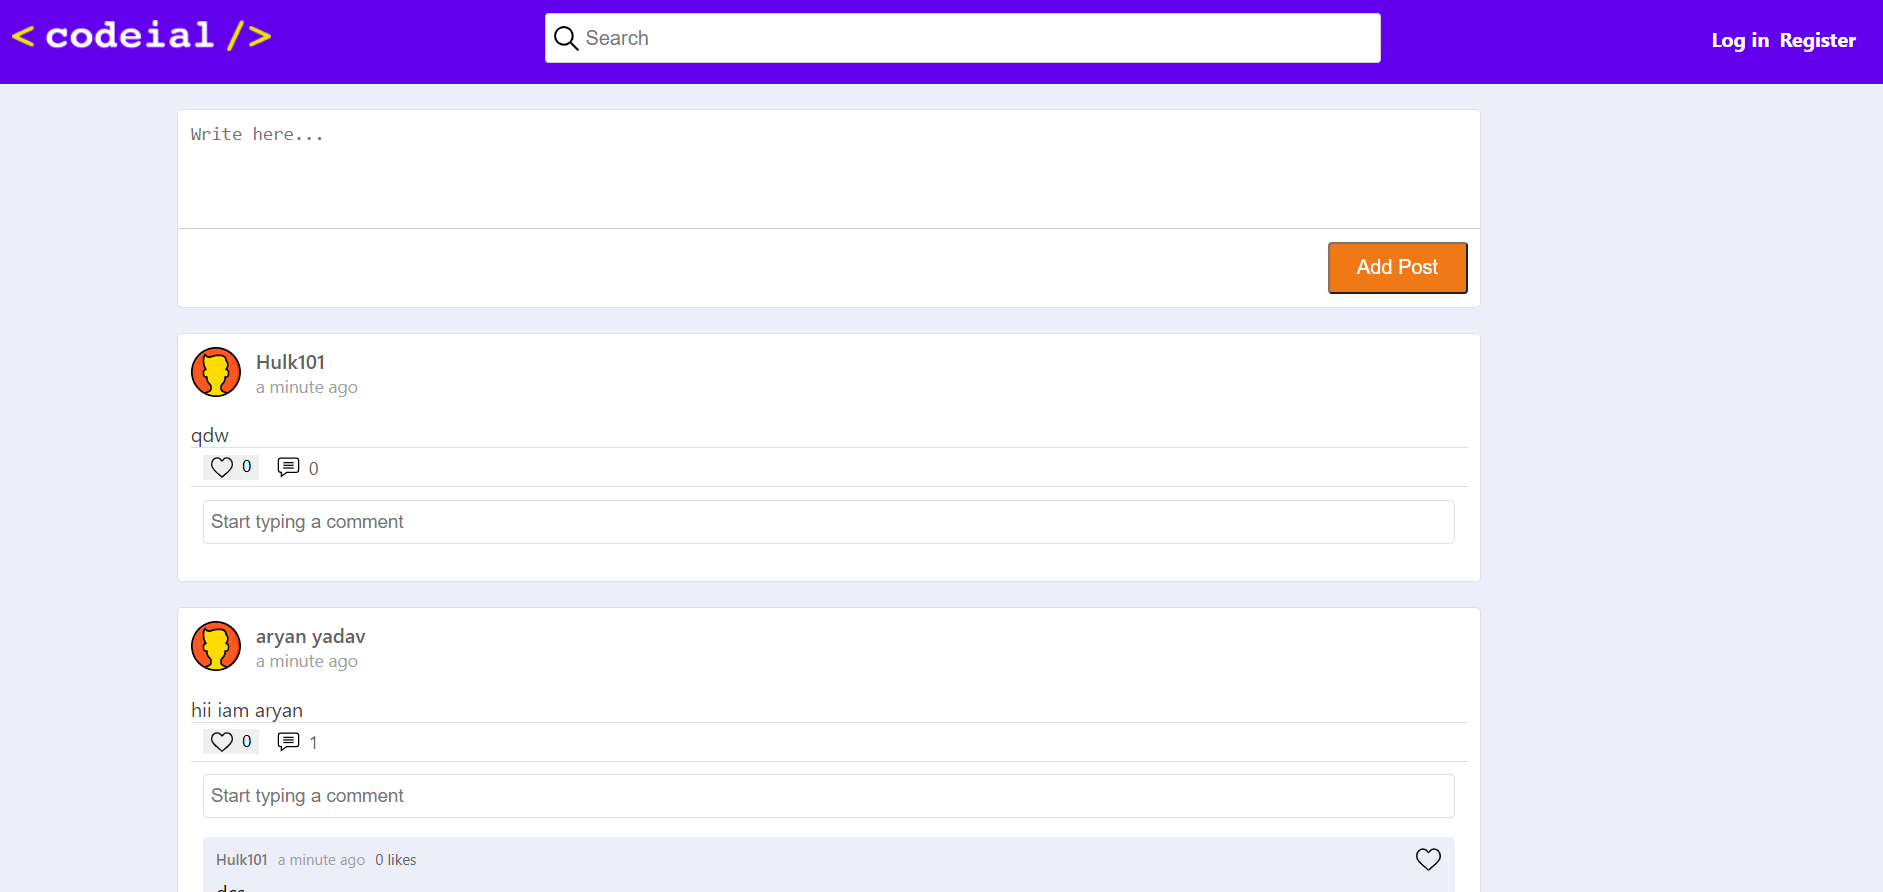 < codeial />
Search
Log in Register
Write here...
Add Post
Hulk101
a minute ago
qdw
0 0
Start typing a comment
aryan yadav
a minute ago
hii iam aryan
0 1
Start typing a comment
Hulk101 a minute ago 0 likes